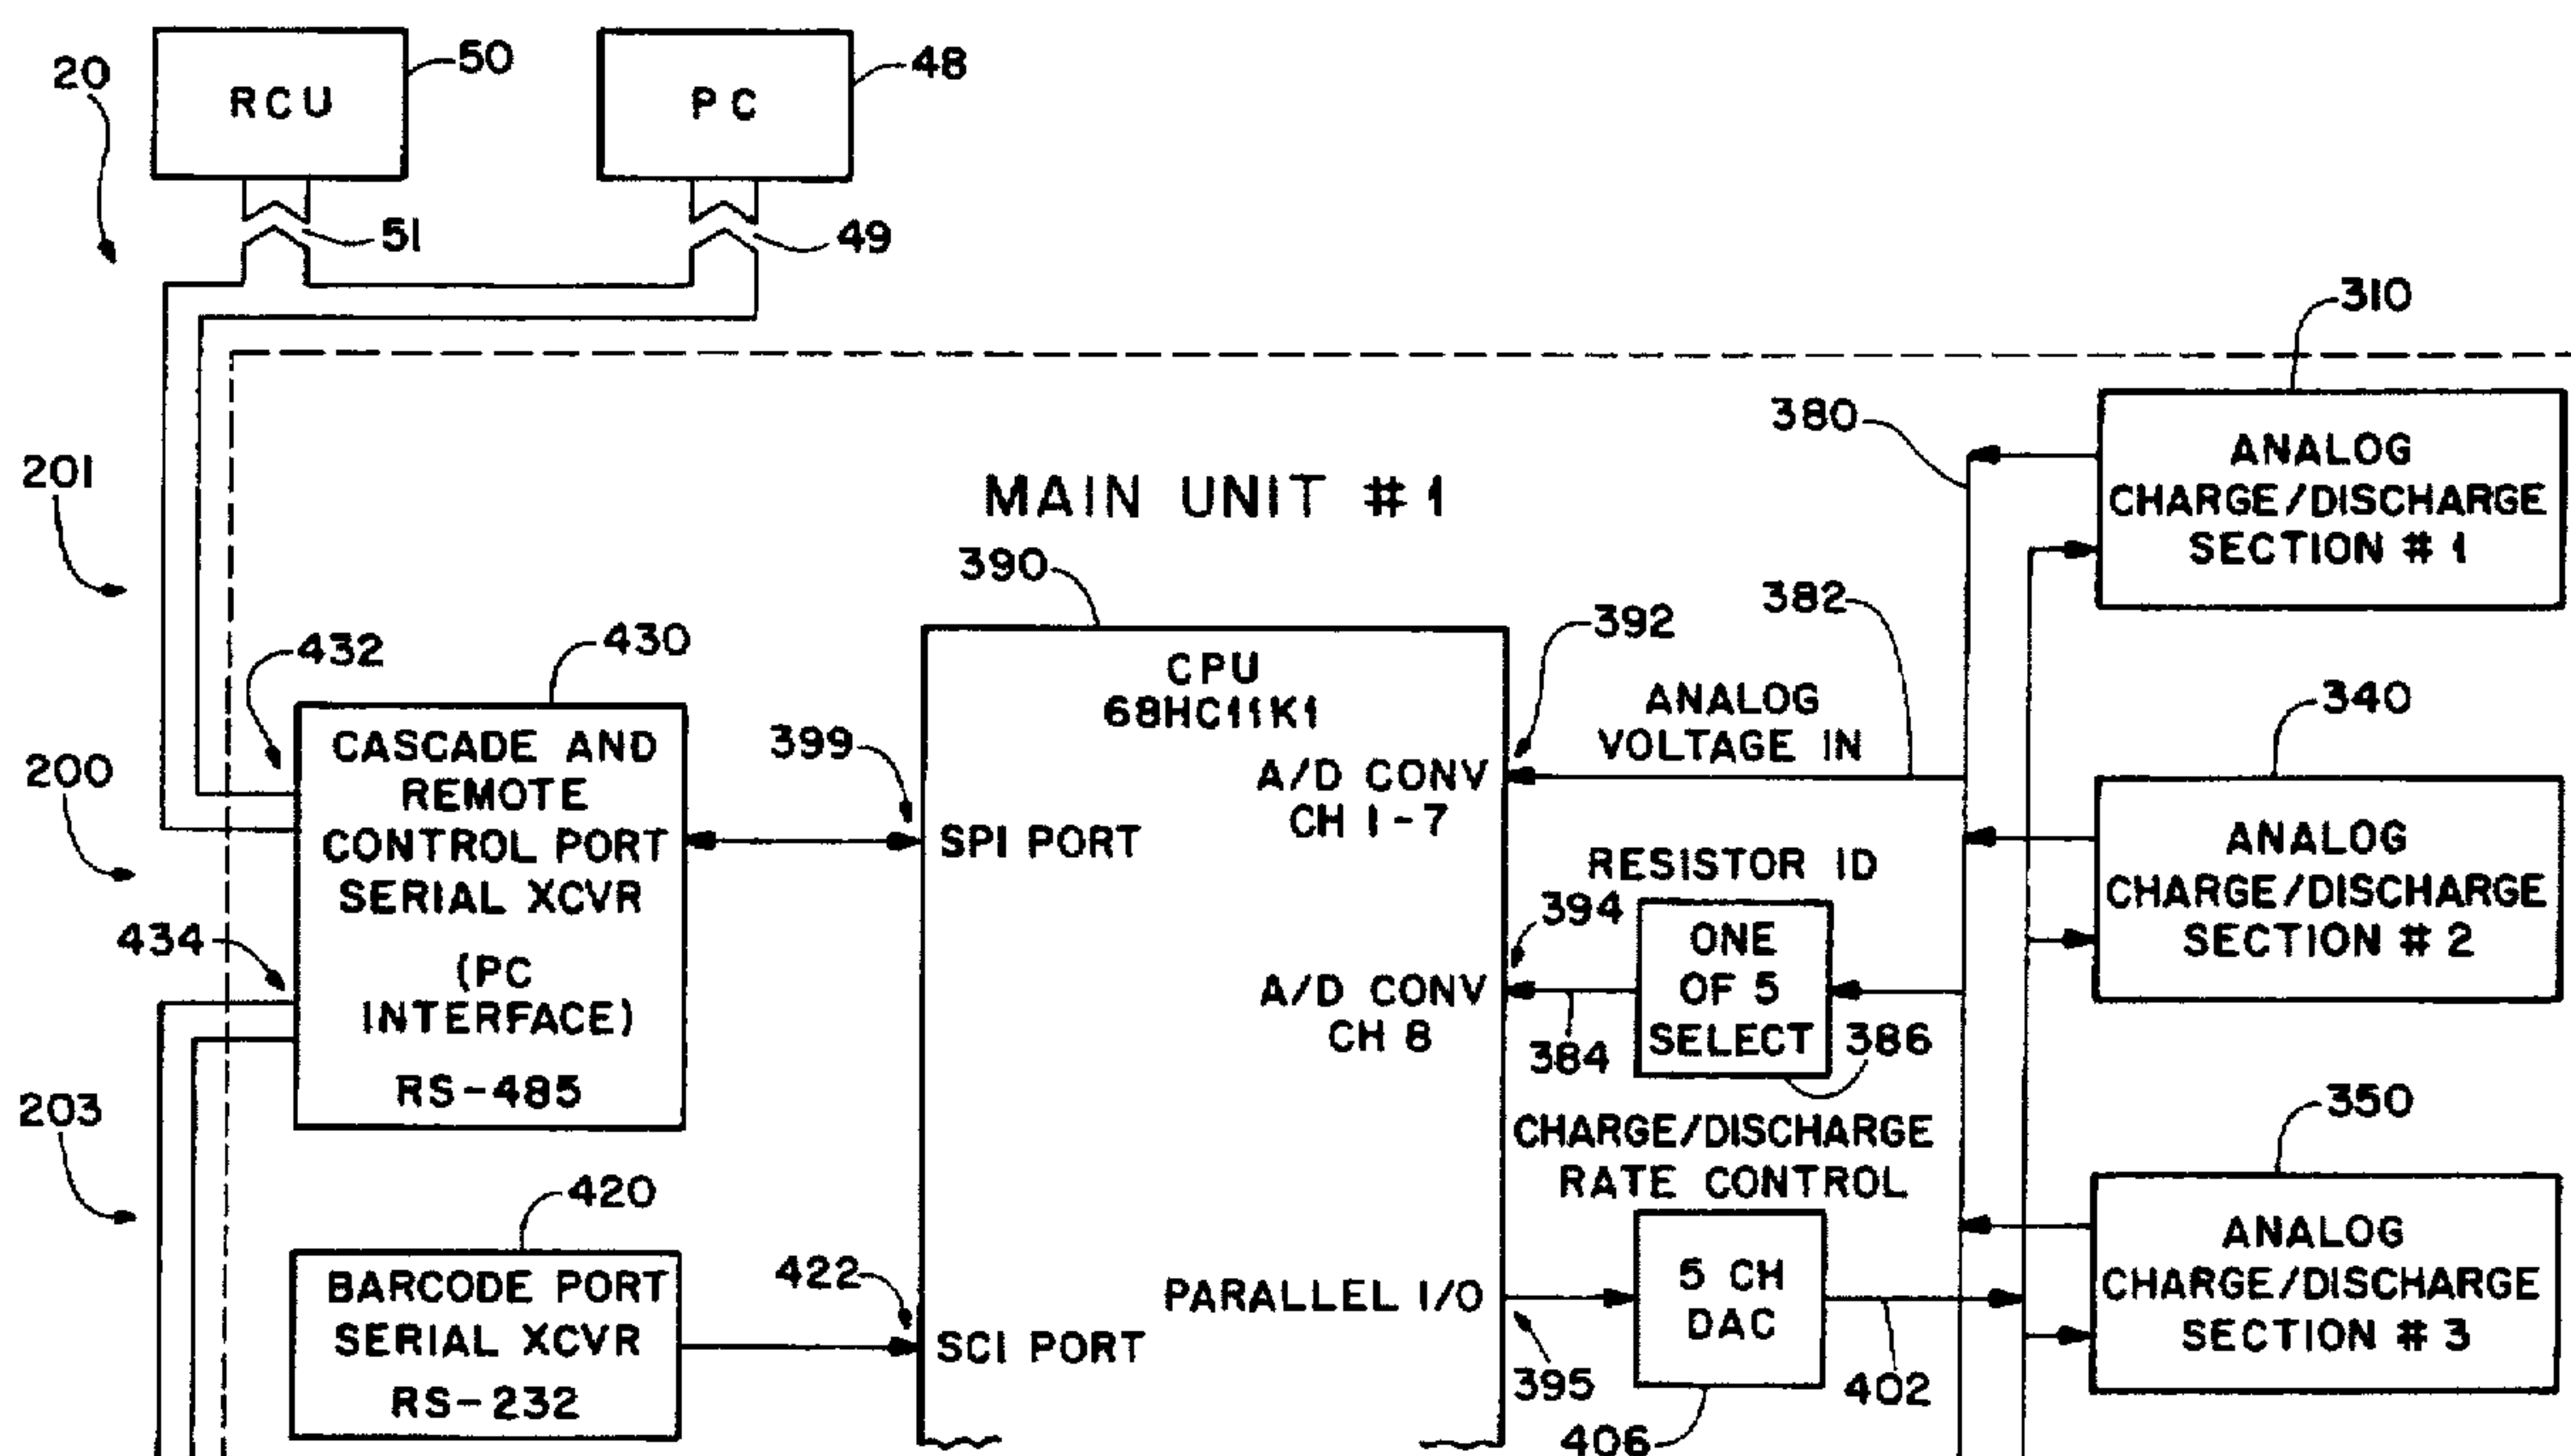 20
RCU
50
PC
48
51
49
310
201
MAIN UNIT #1
380
ANALOG
CHARGE/DISCHARGE
SECTION #1
390
382
392
432
430
CPU
68HC11K1
ANALOG
VOLTAGE IN
340
200
CASCADE AND
REMOTE
CONTROL PORT
SERIAL XCVR
(PC
INTERFACE)
RS-485
399
SPI PORT
A/D CONV
CH 1-7
RESISTOR ID
394
ONE
OF 5
SELECT
384
386
A/D CONV
CH 8
ANALOG
CHARGE/DISCHARGE
SECTION #2
434
203
CHARGE/DISCHARGE
RATE CONTROL
350
420
BARCODE PORT
SERIAL XCVR
RS-232
422
SCI PORT
PARALLEL I/O
395
5 CH
DAC
402
406
ANALOG
CHARGE/DISCHARGE
SECTION #3